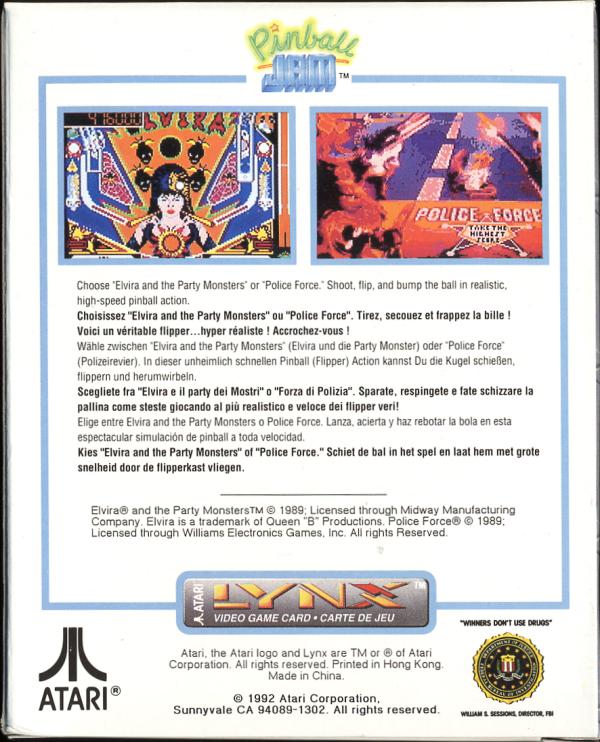 Pinball
JAM™
416000
ELVIRA
POLICE FORCE
TAKE THE
HIGHEST
SCORE
Choose "Elvira and the Party Monsters" or "Police Force." Shoot, flip, and bump the ball in realistic,
high-speed pinball action.
Choisissez "Elvira and the Party Monsters" ou "Police Force". Tirez, secouez et frappez la bille !
Voici un véritable flipper...hyper réaliste ! Accrochez-vous !
Wähle zwischen "Elvira and the Party Monsters" (Elvira und die Party Monster) oder "Police Force"
(Polizeirevier). In dieser unheimlich schnellen Pinball (Flipper) Action kannst Du die Kugel schießen,
flippern und herumwirbeln.
Scegliete fra "Elvira e il party dei Mostri" o "Forza di Polizia". Sparate, respingete e fate schizzare la
pallina come steste giocando al più realistico e veloce dei flipper veri!
Elige entre Elvira and the Party Monsters o Police Force. Lanza, acierta y haz rebotar la bola en esta
espectacular simulación de pinball a toda velocidad.
Kies "Elvira and the Party Monsters" of "Police Force." Schiet de bal in het spel en laat hem met grote
snelheid door de flipperkast vliegen.
Elvira® and the Party Monsters™ © 1989; Licensed through Midway Manufacturing
Company. Elvira is a trademark of Queen "B" Productions. Police Force® © 1989;
Licensed through Williams Electronics Games, Inc. All rights Reserved.
ATARI LYNX™
VIDEO GAME CARD • CARTE DE JEU
Atari, the Atari logo and Lynx are TM or ® of Atari
Corporation. All rights reserved. Printed in Hong Kong.
Made in China.
© 1992 Atari Corporation,
Sunnyvale CA 94089-1302. All rights reserved.
ATARI®
"WINNERS DON'T USE DRUGS"
WILLIAM S. SESSIONS, DIRECTOR, FBI